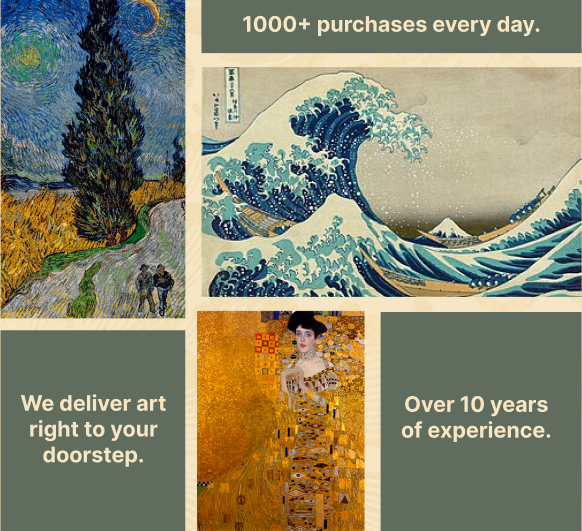 1000+ purchases every day.
We deliver art
right to your
doorstep.
Over 10 years
of experience.